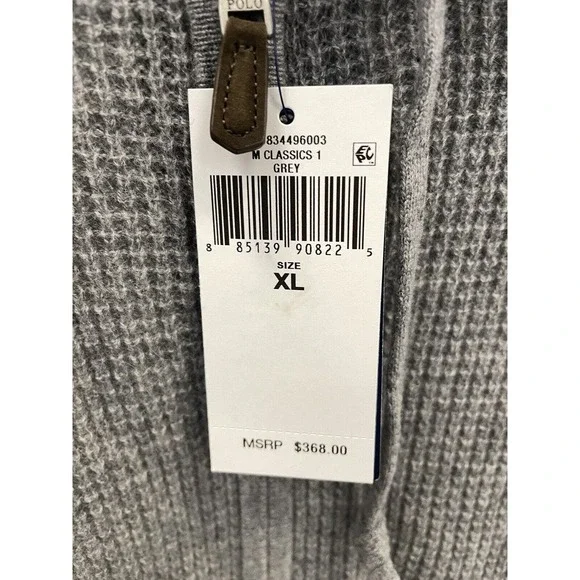 POLO
834496003
M CLASSICS 1
GREY
8 85139 90822 5
SIZE
XL
MSRP $368.00